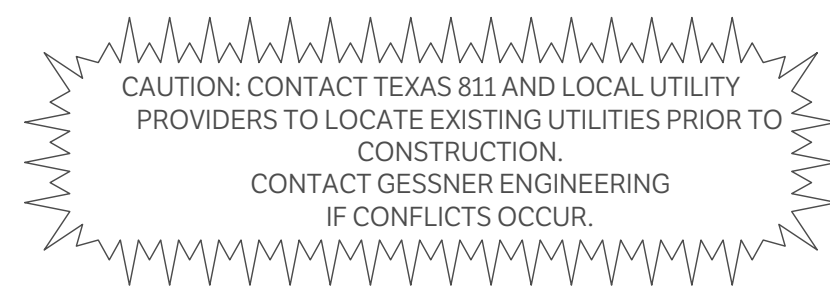 CAUTION: CONTACT TEXAS 811 AND LOCAL UTILITY
PROVIDERS TO LOCATE EXISTING UTILITIES PRIOR TO
CONSTRUCTION.
CONTACT GESSNER ENGINEERING
IF CONFLICTS OCCUR.